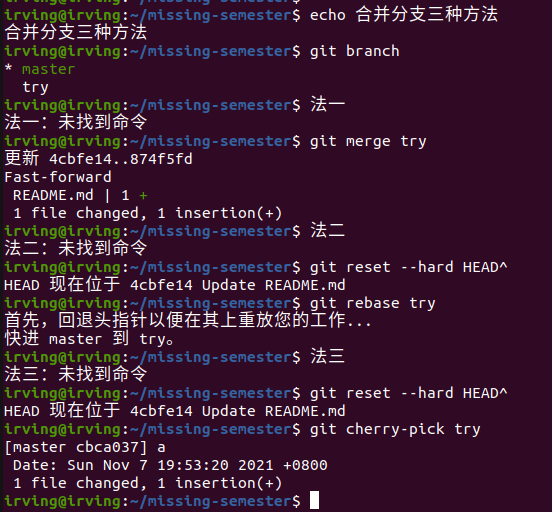 irving@irving:~/missing-semester$ echo 合并分支三种方法
合并分支三种方法
irving@irving:~/missing-semester$ git branch
* master
  try
irving@irving:~/missing-semester$ 法一
法一：未找到命令
irving@irving:~/missing-semester$ git merge try
更新 4cbfe14..874f5fd
Fast-forward
 README.md | 1 +
 1 file changed, 1 insertion(+)
irving@irving:~/missing-semester$ 法二
法二：未找到命令
irving@irving:~/missing-semester$ git reset --hard HEAD^
HEAD 现在位于 4cbfe14 Update README.md
irving@irving:~/missing-semester$ git rebase try
首先，回退头指针以便在其上重放您的工作...
快进 master 到 try。
irving@irving:~/missing-semester$ 法三
法三：未找到命令
irving@irving:~/missing-semester$ git reset --hard HEAD^
HEAD 现在位于 4cbfe14 Update README.md
irving@irving:~/missing-semester$ git cherry-pick try
[master cbca037] a
 Date: Sun Nov 7 19:53:20 2021 +0800
 1 file changed, 1 insertion(+)
irving@irving:~/missing-semester$